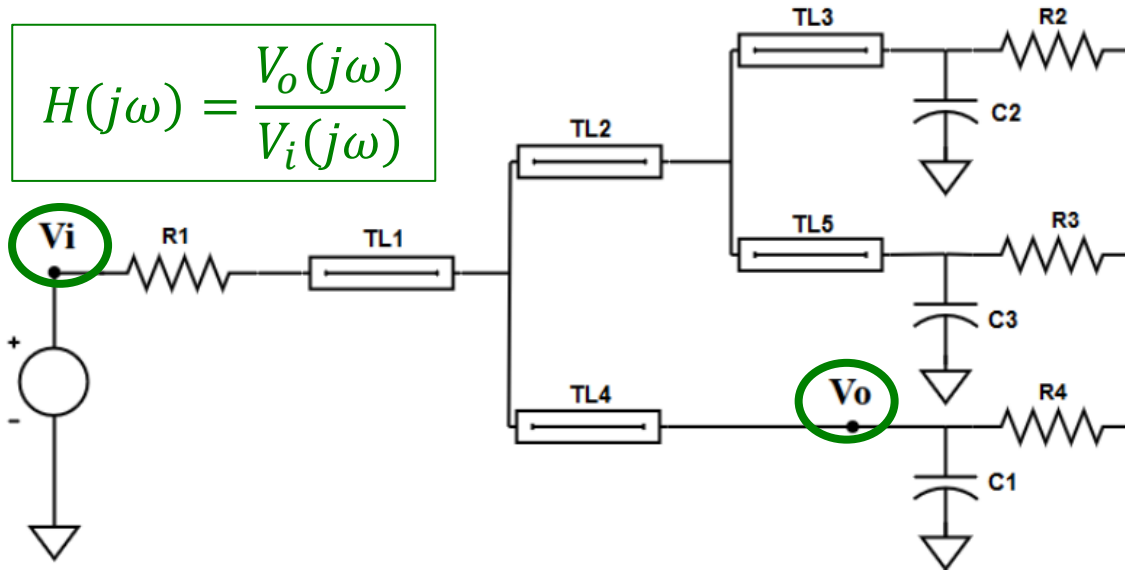 H(jω) = Vo(jω) / Vi(jω)
TL3
R2
C2
TL2
TL5
R3
C3
Vi
R1
TL1
+
-
TL4
Vo
R4
C1